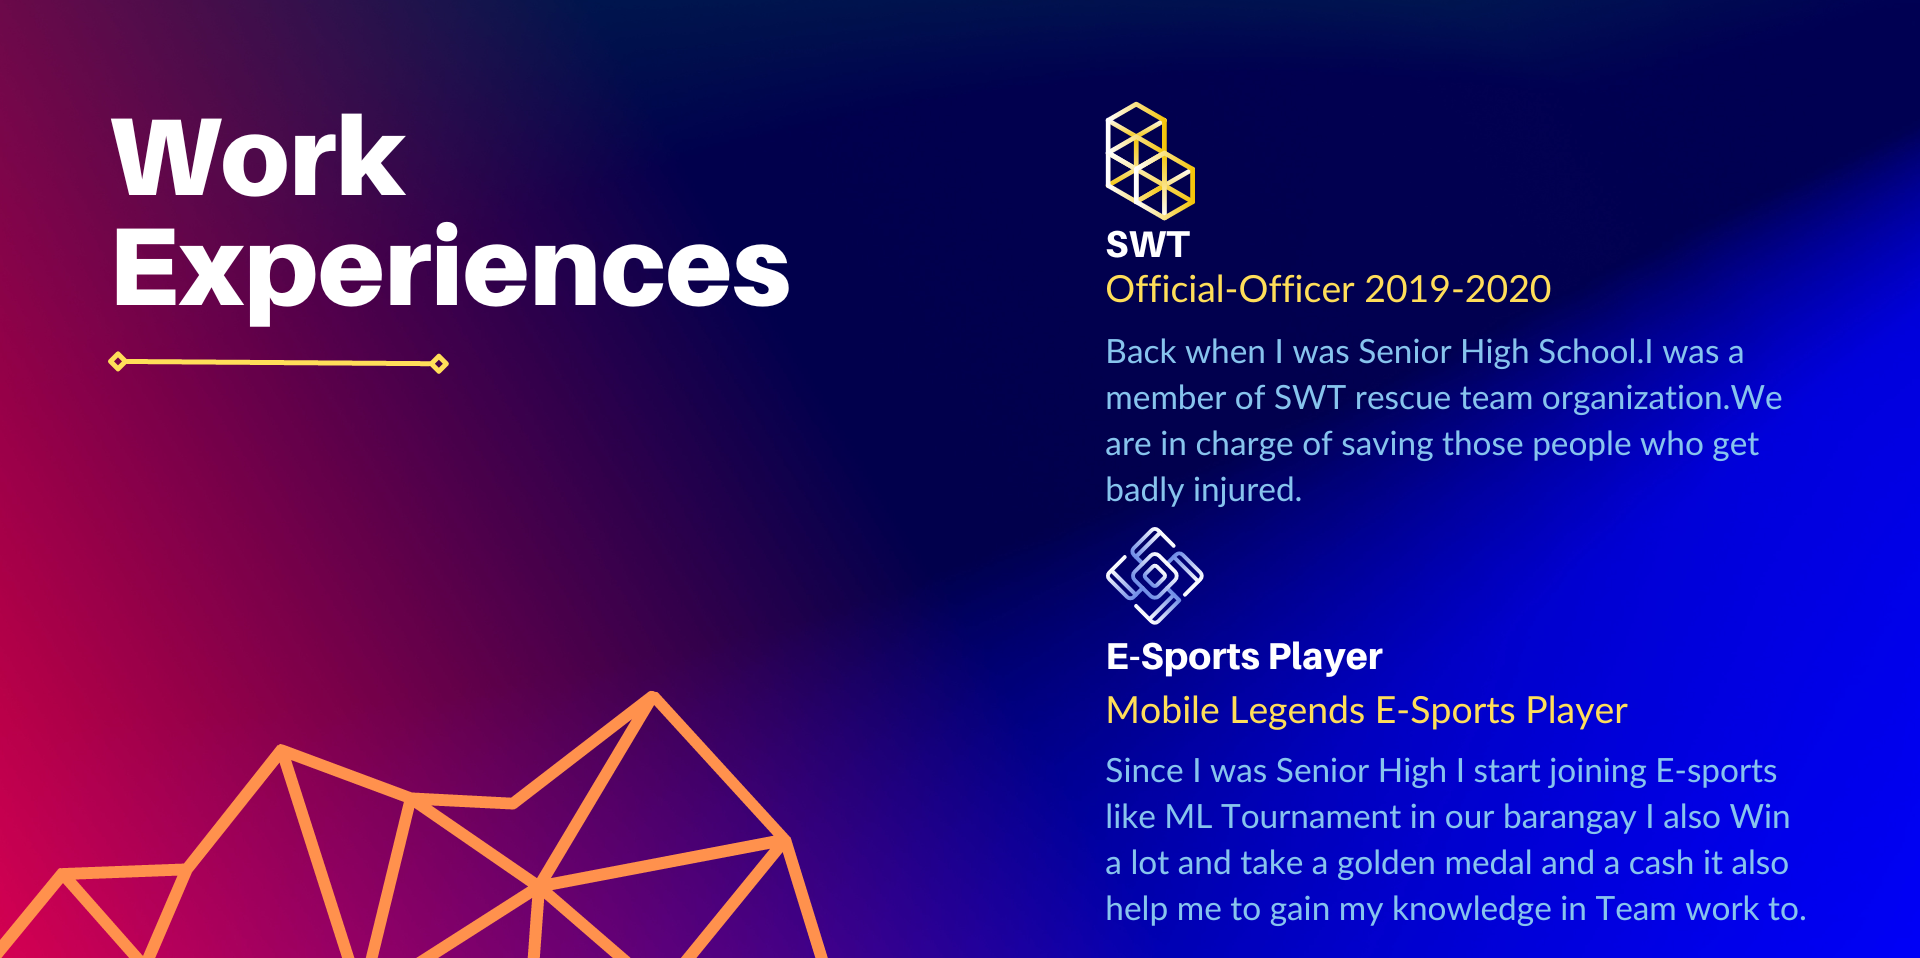 Work
Experiences
SWT
Official-Officer 2019-2020
Back when I was Senior High School.I was a
member of SWT rescue team organization.We
are in charge of saving those people who get
badly injured.
E-Sports Player
Mobile Legends E-Sports Player
Since I was Senior High I start joining E-sports
like ML Tournament in our barangay I also Win
a lot and take a golden medal and a cash it also
help me to gain my knowledge in Team work to.